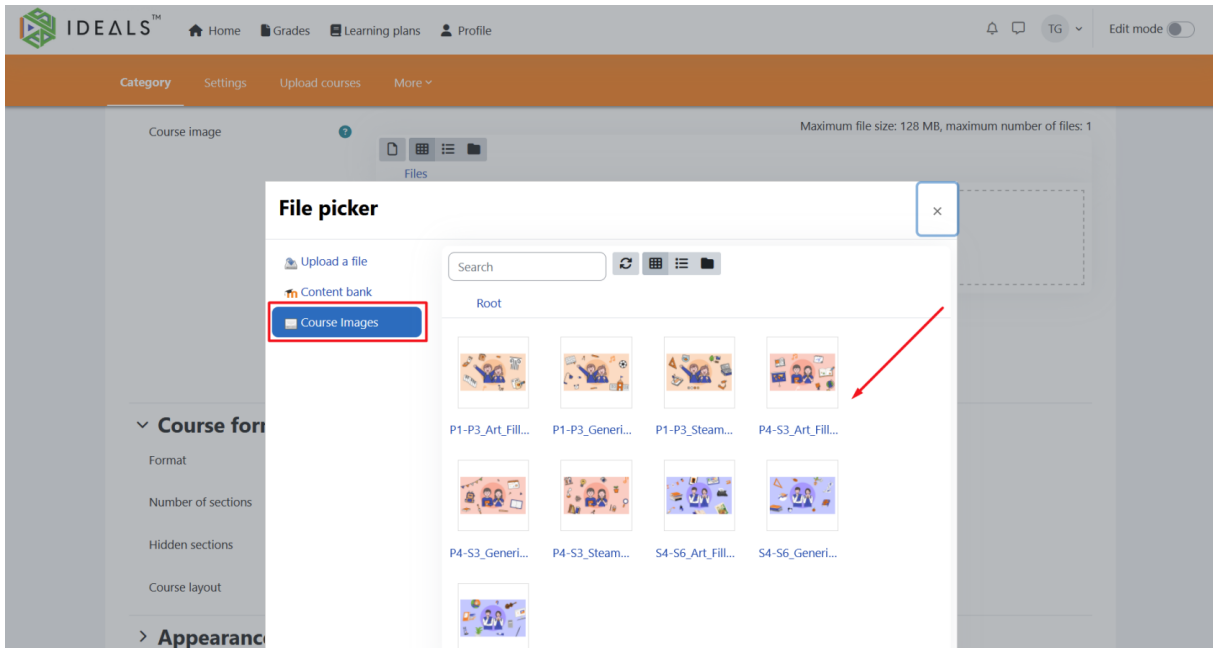 IDEALS™
Home Grades Learning plans Profile TG Edit mode
Category Settings Upload courses More
Course image
Maximum file size: 128 MB, maximum number of files: 1
Files
File picker
Upload a file
Content bank
Course Images
Search
Root
P1-P3_Art_Fill... P1-P3_Generi... P1-P3_Steam... P4-S3_Art_Fill...
P4-S3_Generi... P4-S3_Steam... S4-S6_Art_Fill... S4-S6_Generi...
Course forr
Format
Number of sections
Hidden sections
Course layout
Appearance